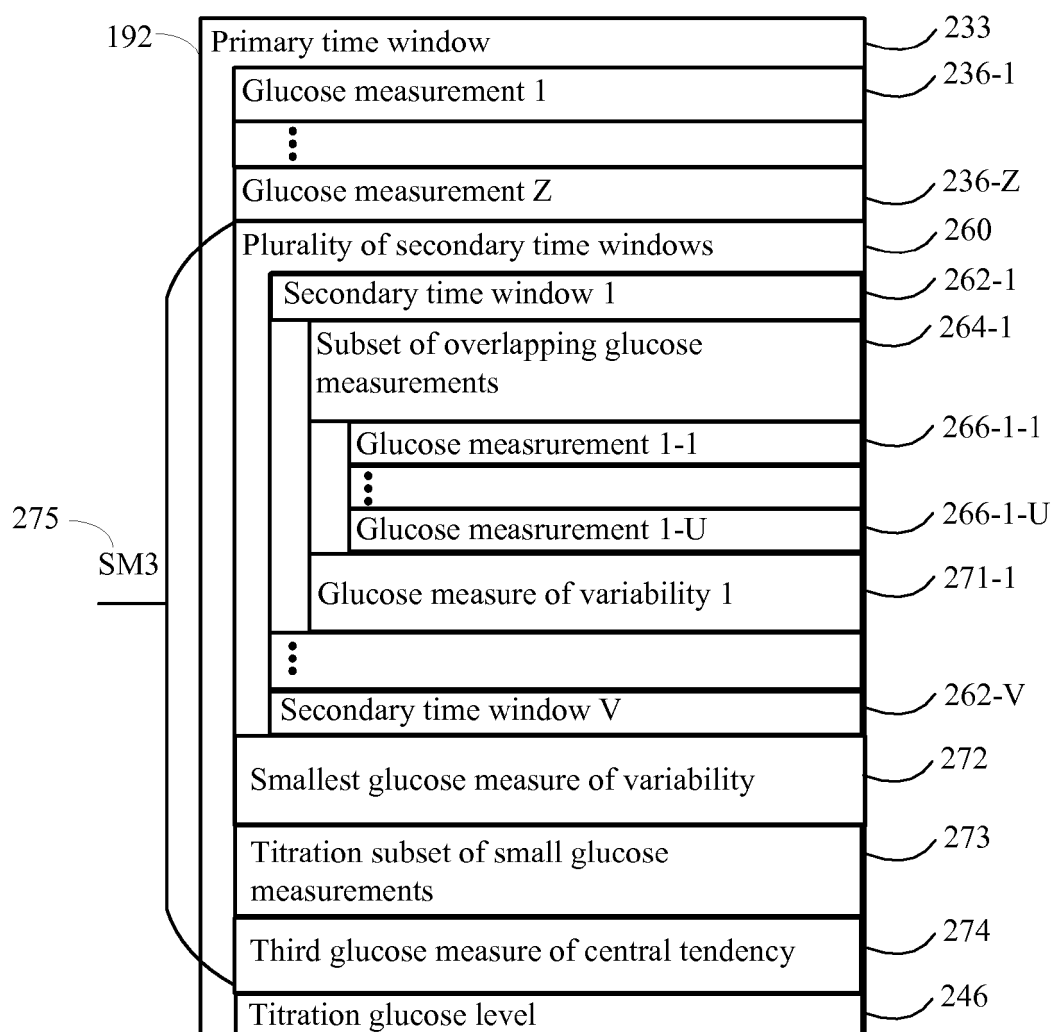 192
Primary time window
233
Glucose measurement 1
236-1
Glucose measurement Z
236-Z
Plurality of secondary time windows
260
Secondary time window 1
262-1
Subset of overlapping glucose
measurements
264-1
Glucose measrurement 1-1
266-1-1
Glucose measrurement 1-U
266-1-U
275
SM3
Glucose measure of variability 1
271-1
Secondary time window V
262-V
Smallest glucose measure of variability
272
Titration subset of small glucose
measurements
273
Third glucose measure of central tendency
274
Titration glucose level
246